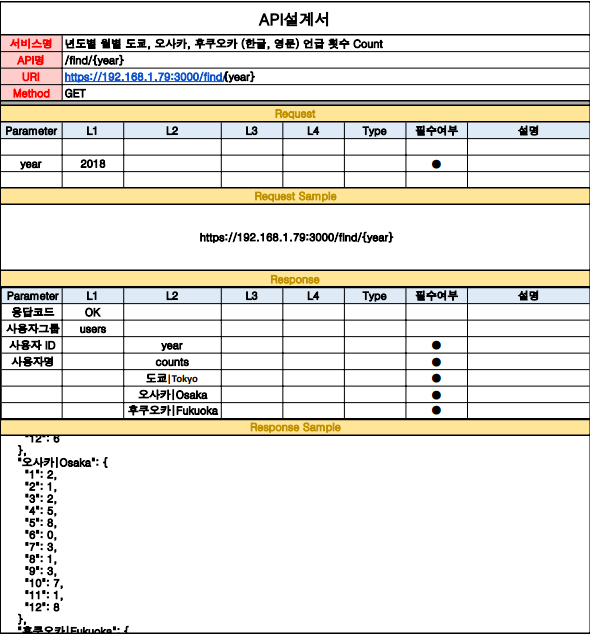 API설계서
서비스명 년도별 월별 도쿄, 오사카, 후쿠오카 (한글, 영문) 언급 횟수 Count
API명 /find/{year}
URI https://192.168.1.79:3000/find/{year}
Method GET
Request
Parameter L1 L2 L3 L4 Type 필수여부 설명
year 2018 ●
Request Sample
https://192.168.1.79:3000/find/{year}
Response
Parameter L1 L2 L3 L4 Type 필수여부 설명
응답코드 OK
사용자그룹 users
사용자 ID year ●
사용자명 counts ●
도쿄|Tokyo ●
오사카|Osaka ●
후쿠오카|Fukuoka ●
Response Sample
"12": 6
},
"오사카|Osaka": {
"1": 2,
"2": 1,
"3": 2,
"4": 5,
"5": 8,
"6": 0,
"7": 3,
"8": 1,
"9": 3,
"10": 7,
"11": 1,
"12": 8
},
"후쿠오카|Fukuoka": {